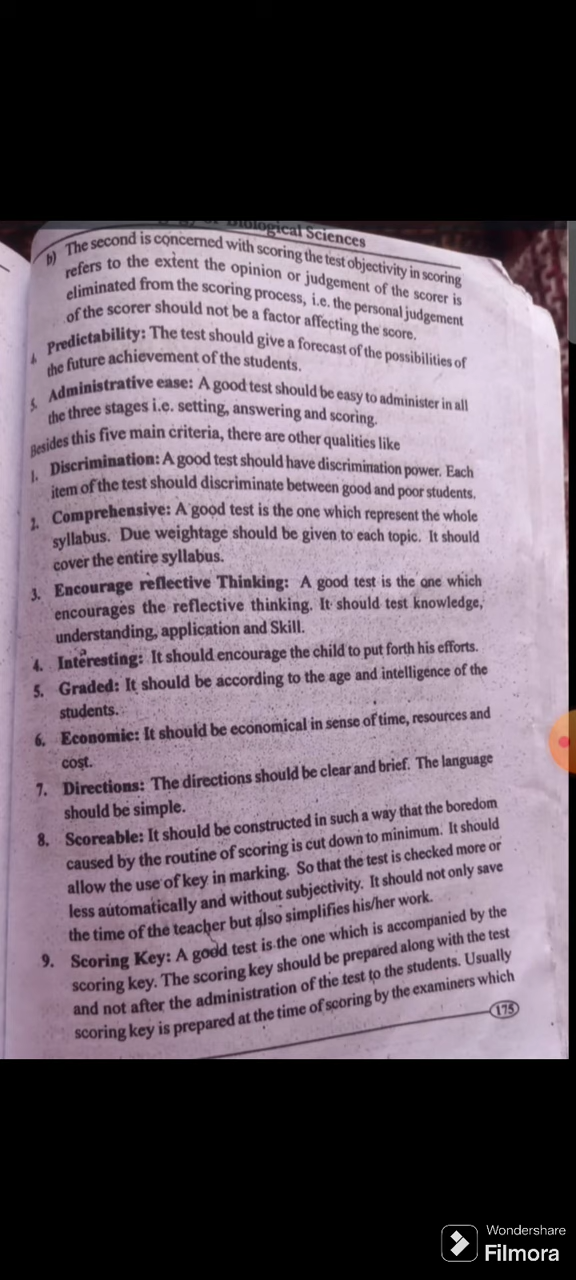 Biological Sciences
b) The second is concerned with scoring the test objectivity in scoring
refers to the extent the opinion or judgement of the scorer is
eliminated from the scoring process, i.e. the personal judgement
of the scorer should not be a factor affecting the score.
4. Predictability: The test should give a forecast of the possibilities of
the future achievement of the students.
5. Administrative ease: A good test should be easy to administer in all
the three stages i.e. setting, answering and scoring.
Besides this five main criteria, there are other qualities like
1. Discrimination: A good test should have discrimination power. Each
item of the test should discriminate between good and poor students.
2. Comprehensive: A good test is the one which represent the whole
syllabus. Due weightage should be given to each topic. It should
cover the entire syllabus.
3. Encourage reflective Thinking: A good test is the one which
encourages the reflective thinking. It should test knowledge,
understanding, application and Skill.
4. Interesting: It should encourage the child to put forth his efforts.
5. Graded: It should be according to the age and intelligence of the
students.
6. Economic: It should be economical in sense of time, resources and
cost.
7. Directions: The directions should be clear and brief. The language
should be simple.
8. Scoreable: It should be constructed in such a way that the boredom
caused by the routine of scoring is cut down to minimum. It should
allow the use of key in marking. So that the test is checked more or
less automatically and without subjectivity. It should not only save
the time of the teacher but also simplifies his/her work.
9. Scoring Key: A good test is the one which is accompanied by the
scoring key. The scoring key should be prepared along with the test
and not after the administration of the test to the students. Usually
scoring key is prepared at the time of scoring by the examiners which
175
Wondershare
Filmora